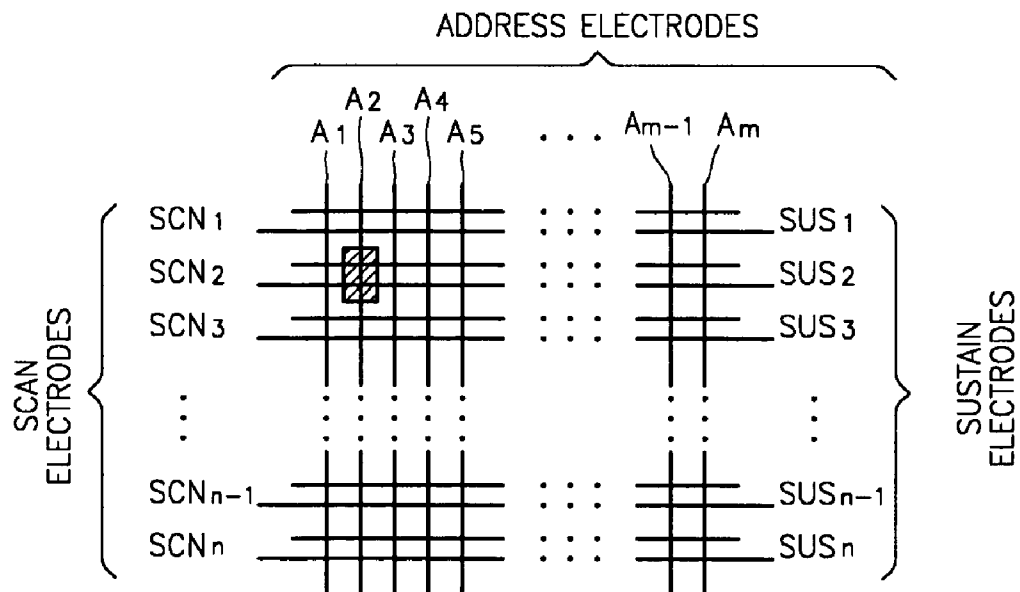 ADDRESS ELECTRODES
A2 A4
A1 A3 A5 . . . Am-1 Am
SCN1 SUS1
SCN2 SUS2
SCN3 SUS3
SCAN
ELECTRODES
SUSTAIN
ELECTRODES
SCNn-1 SUSn-1
SCNn SUSn